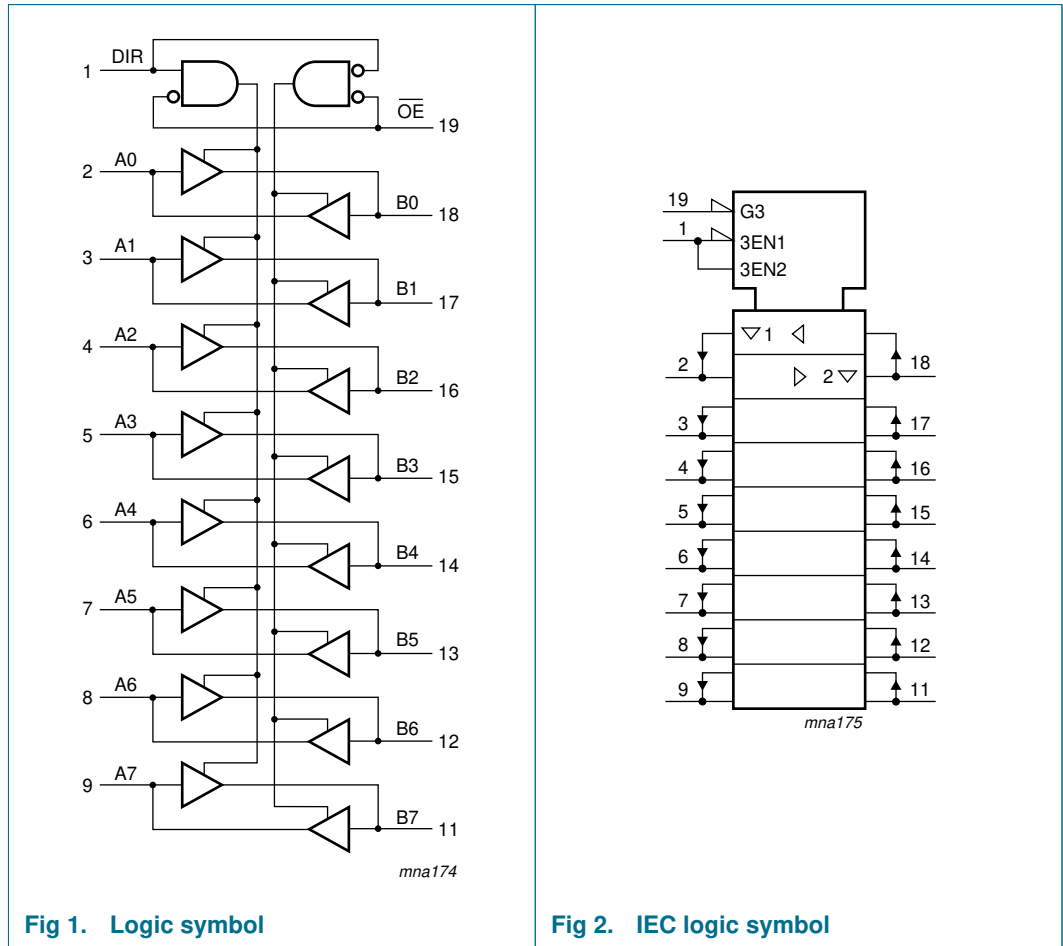 1 DIR
OE
19
2 A0
B0
18
3 A1
B1
17
4 A2
B2
16
5 A3
B3
15
6 A4
B4
14
7 A5
B5
13
8 A6
B6
12
9 A7
B7
11
mna174
Fig 1. Logic symbol
19 G3
1 3EN1
3EN2
1
2 18
2
3 17
4 16
5 15
6 14
7 13
8 12
9 11
mna175
Fig 2. IEC logic symbol